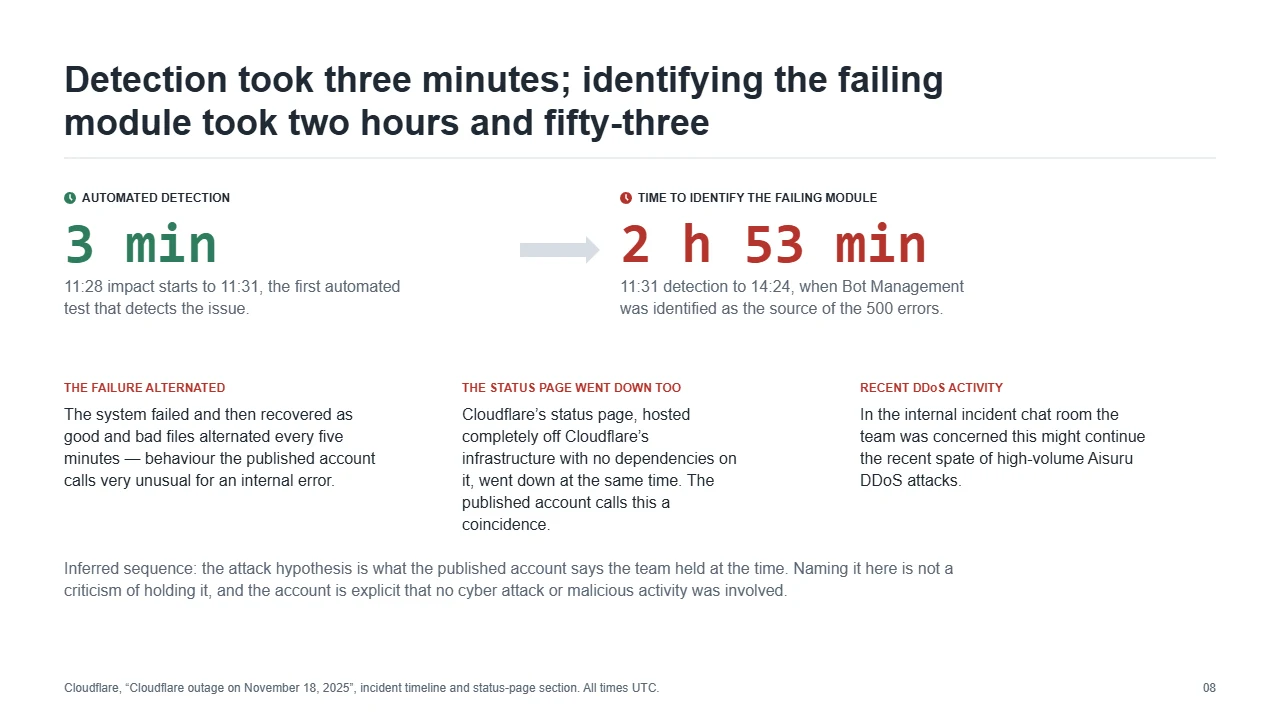 Detection took three minutes; identifying the failing
module took two hours and fifty-three
AUTOMATED DETECTION
3 min
11:28 impact starts to 11:31, the first automated
test that detects the issue.
TIME TO IDENTIFY THE FAILING MODULE
2 h 53 min
11:31 detection to 14:24, when Bot Management
was identified as the source of the 500 errors.
THE FAILURE ALTERNATED
The system failed and then recovered as
good and bad files alternated every five
minutes — behaviour the published account
calls very unusual for an internal error.
THE STATUS PAGE WENT DOWN TOO
Cloudflare’s status page, hosted
completely off Cloudflare’s
infrastructure with no dependencies on
it, went down at the same time. The
published account calls this a
coincidence.
RECENT DDoS ACTIVITY
In the internal incident chat room the
team was concerned this might continue
the recent spate of high-volume Aisuru
DDoS attacks.
Inferred sequence: the attack hypothesis is what the published account says the team held at the time. Naming it here is not a
criticism of holding it, and the account is explicit that no cyber attack or malicious activity was involved.
Cloudflare, “Cloudflare outage on November 18, 2025”, incident timeline and status-page section. All times UTC.
08